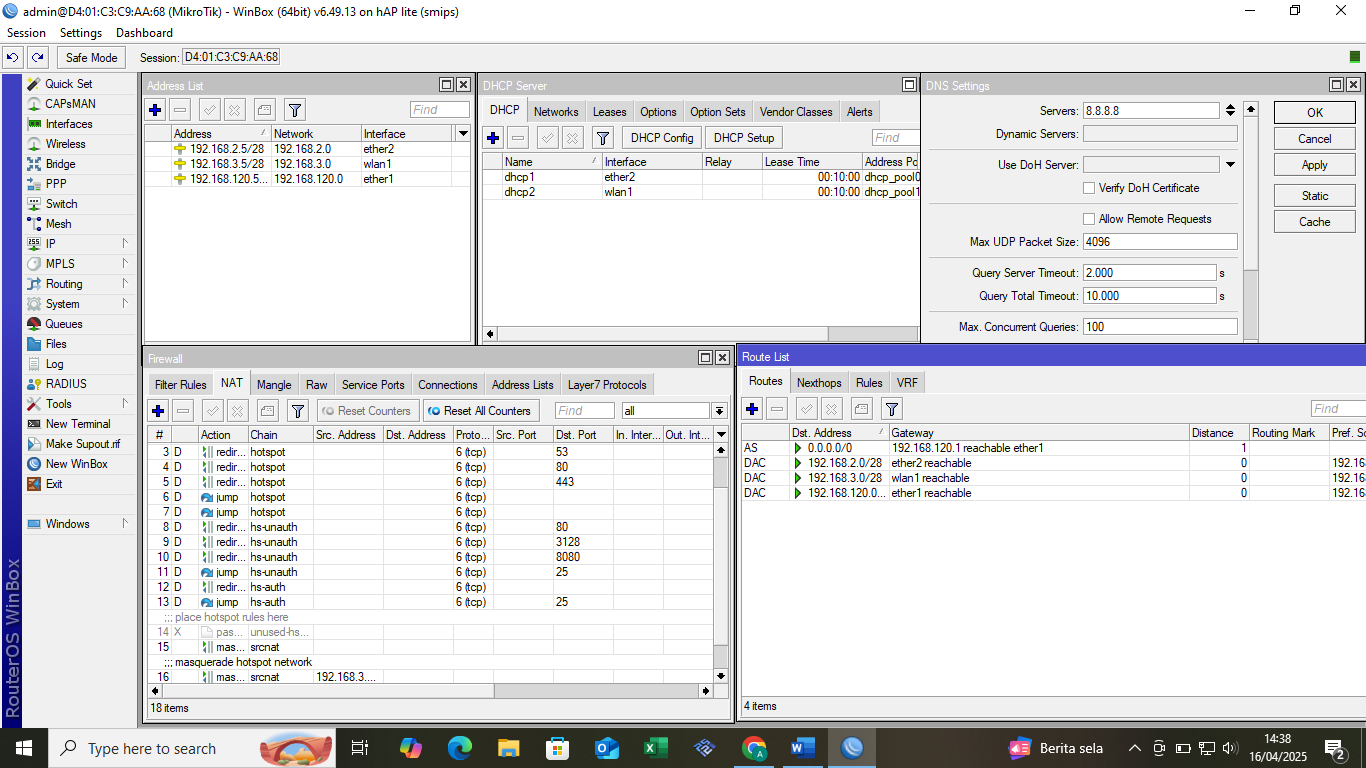 admin@D4:01:C3:C9:AA:68 (MikroTik) - WinBox (64bit) v6.49.13 on hAP lite (smips)
Session Settings Dashboard
Safe Mode Session: D4:01:C3:C9:AA:68
Quick Set
CAPsMAN
Interfaces
Wireless
Bridge
PPP
Switch
Mesh
IP
MPLS
Routing
System
Queues
Files
Log
RADIUS
Tools
New Terminal
Make Supout.rif
New WinBox
Exit
Windows
RouterOS WinBox
Address List
Find
Address Network Interface
192.168.2.5/28 192.168.2.0 ether2
192.168.3.5/28 192.168.3.0 wlan1
192.168.120.5... 192.168.120.0 ether1
DHCP Server
DHCP Networks Leases Options Option Sets Vendor Classes Alerts
DHCP Config DHCP Setup Find
Name Interface Relay Lease Time Address Po
dhcp1 ether2 00:10:00 dhcp_pool0
dhcp2 wlan1 00:10:00 dhcp_pool1
DNS Settings
Servers: 8.8.8.8
Dynamic Servers:
Use DoH Server:
Verify DoH Certificate
Allow Remote Requests
Max UDP Packet Size: 4096
Query Server Timeout: 2.000 s
Query Total Timeout: 10.000 s
Max. Concurrent Queries: 100
OK
Cancel
Apply
Static
Cache
Firewall
Filter Rules NAT Mangle Raw Service Ports Connections Address Lists Layer7 Protocols
Reset Counters Reset All Counters Find all
# Action Chain Src. Address Dst. Address Proto... Src. Port Dst. Port In. Inter... Out. Int...
3 D redir... hotspot 6 (tcp) 53
4 D redir... hotspot 6 (tcp) 80
5 D redir... hotspot 6 (tcp) 443
6 D jump hotspot 6 (tcp)
7 D jump hotspot 6 (tcp)
8 D redir... hs-unauth 6 (tcp) 80
9 D redir... hs-unauth 6 (tcp) 3128
10 D redir... hs-unauth 6 (tcp) 8080
11 D jump hs-unauth 6 (tcp) 25
12 D redir... hs-auth 6 (tcp)
13 D jump hs-auth 6 (tcp) 25
;;; place hotspot rules here
14 X pas... unused-hs...
15 mas... srcnat
;;; masquerade hotspot network
16 mas... srcnat 192.168.3....
18 items
Route List
Routes Nexthops Rules VRF
Find
Dst. Address Gateway Distance Routing Mark Pref. So
AS 0.0.0.0/0 192.168.120.1 reachable ether1 1
DAC 192.168.2.0/28 ether2 reachable 0 192.168
DAC 192.168.3.0/28 wlan1 reachable 0 192.168
DAC 192.168.120.0... ether1 reachable 0 192.168
4 items
Type here to search
Berita sela
14:38
16/04/2025
2